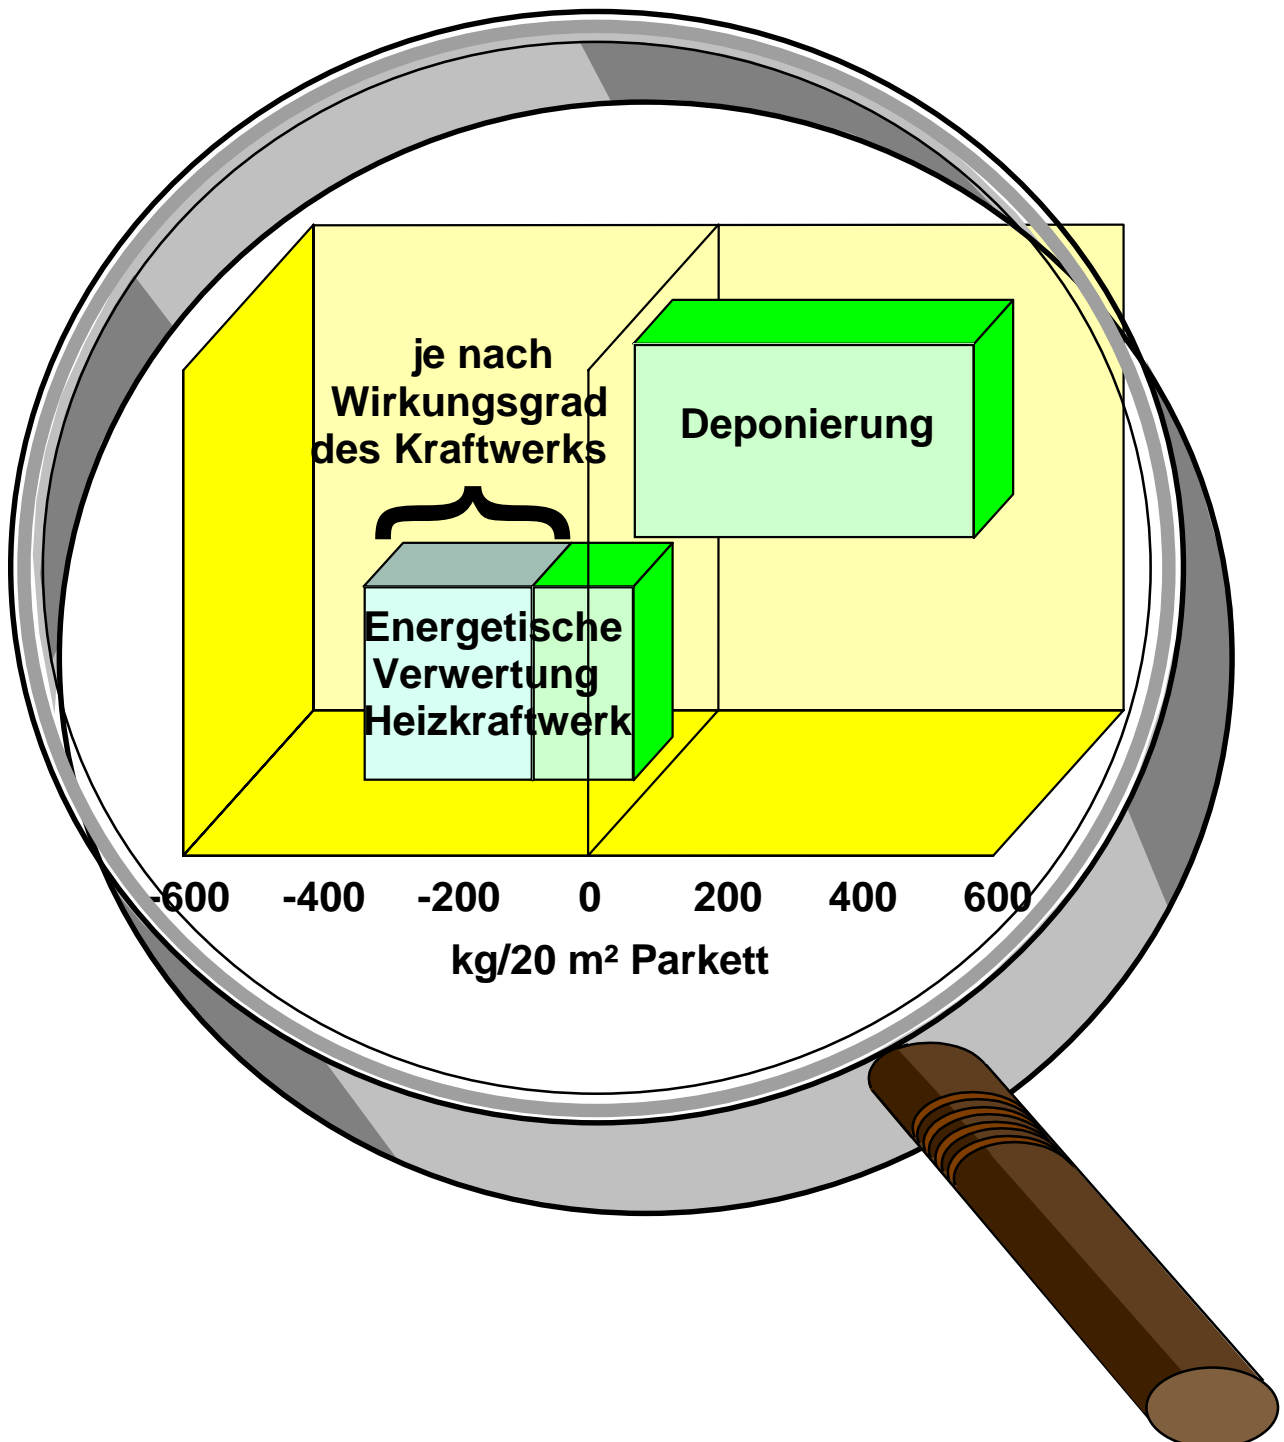 je nach
Wirkungsgrad
des Kraftwerks
Deponierung
Energetische
Verwertung
Heizkraftwerk
-600 -400 -200 0 200 400 600
kg/20 m² Parkett